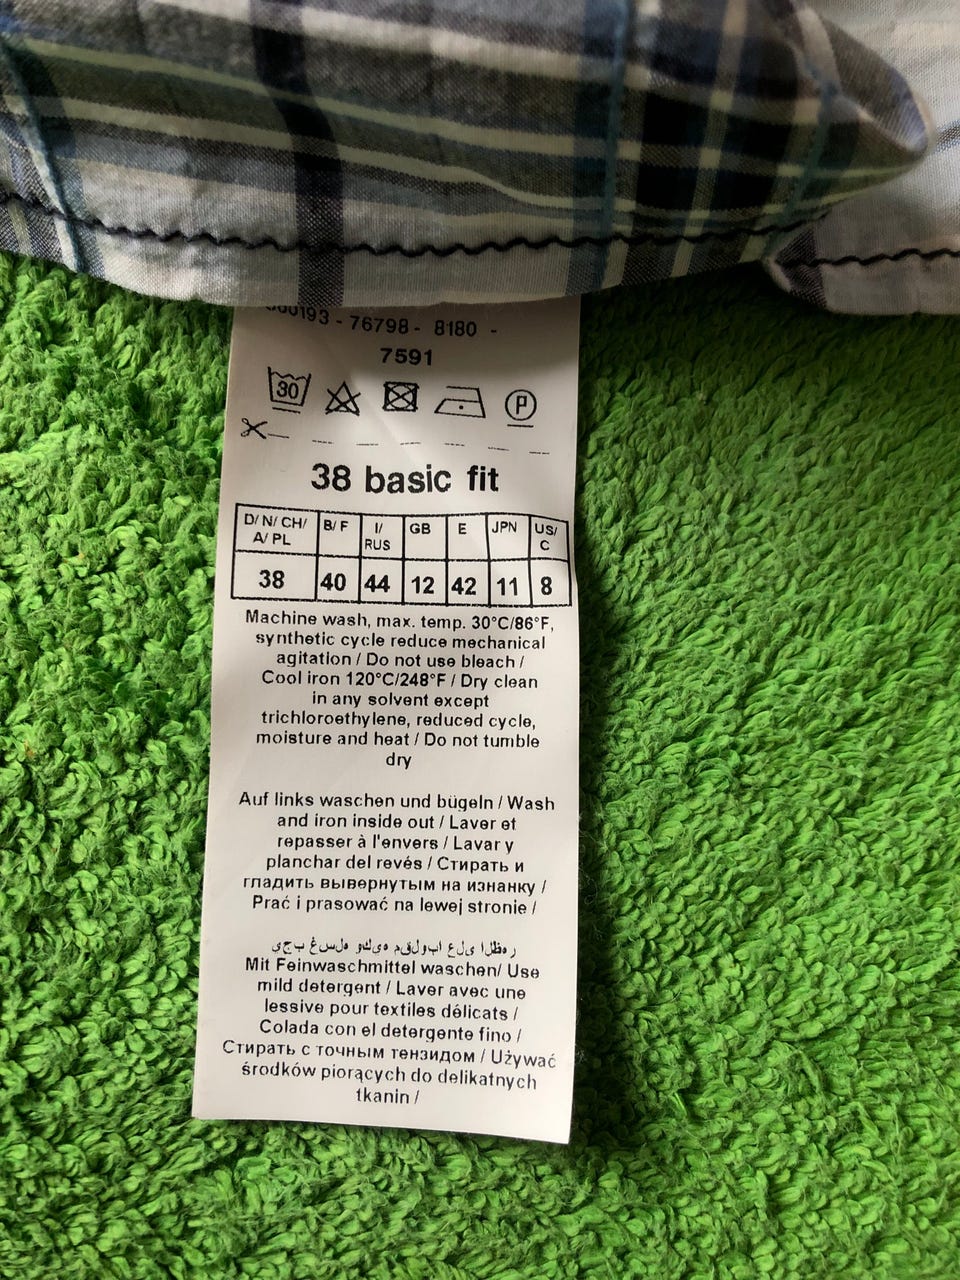 76798 - 8180 -
7591
30 P
38 basic fit
D/ N/ CH/ A/ PL B/ F I/ RUS GB E JPN US/ C
38 40 44 12 42 11 8
Machine wash, max. temp. 30°C/86°F,
synthetic cycle reduce mechanical
agitation / Do not use bleach /
Cool iron 120°C/248°F / Dry clean
in any solvent except
trichloroethylene, reduced cycle,
moisture and heat / Do not tumble
dry
Auf links waschen und bügeln / Wash
and iron inside out / Laver et
repasser à l'envers / Lavar y
planchar del revés / Стирать и
гладить вывернутым на изнанку /
Prać i prasować na lewej stronie /
Mit Feinwaschmittel waschen/ Use
mild detergent / Laver avec une
lessive pour textiles délicats /
Colada con el detergente fino /
Стирать с точным тензидом / Używać
środków piorących do delikatnych
tkanin /